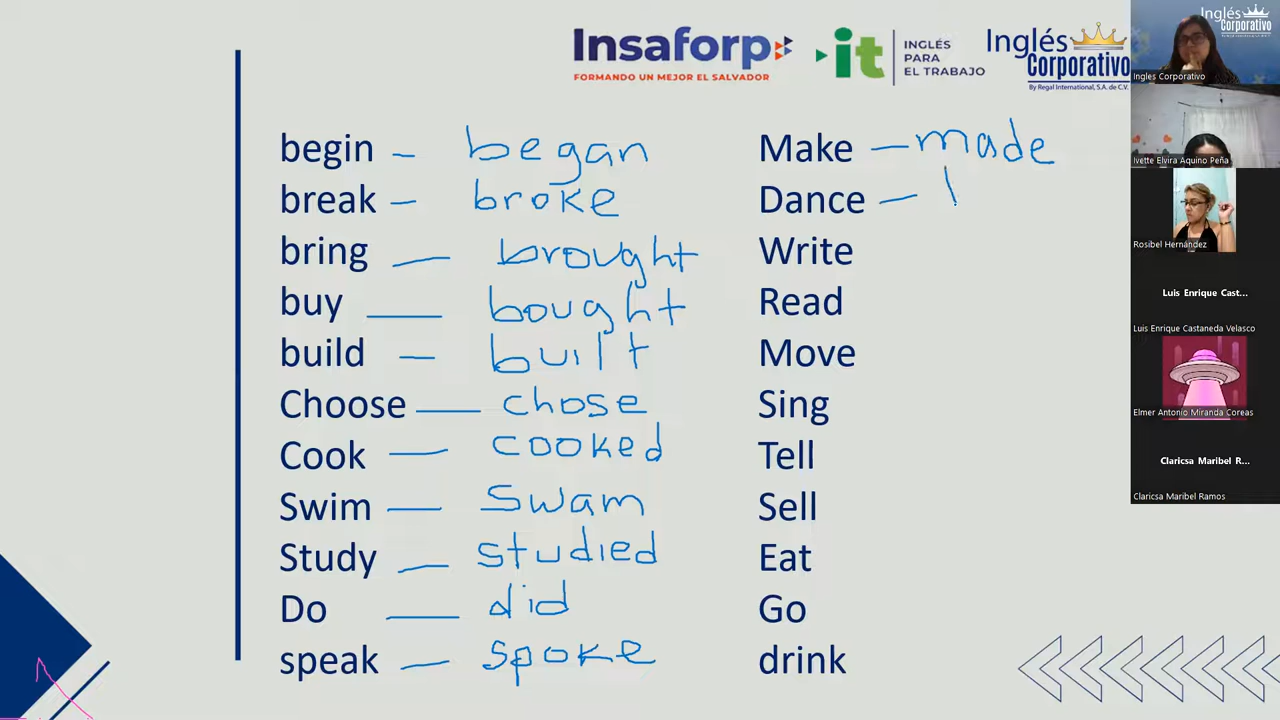 Insaforp
FORMANDO UN MEJOR EL SALVADOR
it
INGLÉS
PARA
EL TRABAJO
Inglés
Corporativo
By Regal International, S.A. de C.V.
begin – began
break – broke
bring — brought
buy — bought
build – built
Choose — chose
Cook — cooked
Swim — swam
Study — studied
Do — did
speak — spoke
Make – made
Dance –
Write
Read
Move
Sing
Tell
Sell
Eat
Go
drink
Inglés
Corporativo
Ingles Corporativo
Ivette Elvira Aquino Peña
Rosibel Hernández
Luis Enrique Cast...
Luis Enrique Castaneda Velasco
Elmer Antonio Miranda Coreas
Claricsa Maribel R...
Claricsa Maribel Ramos